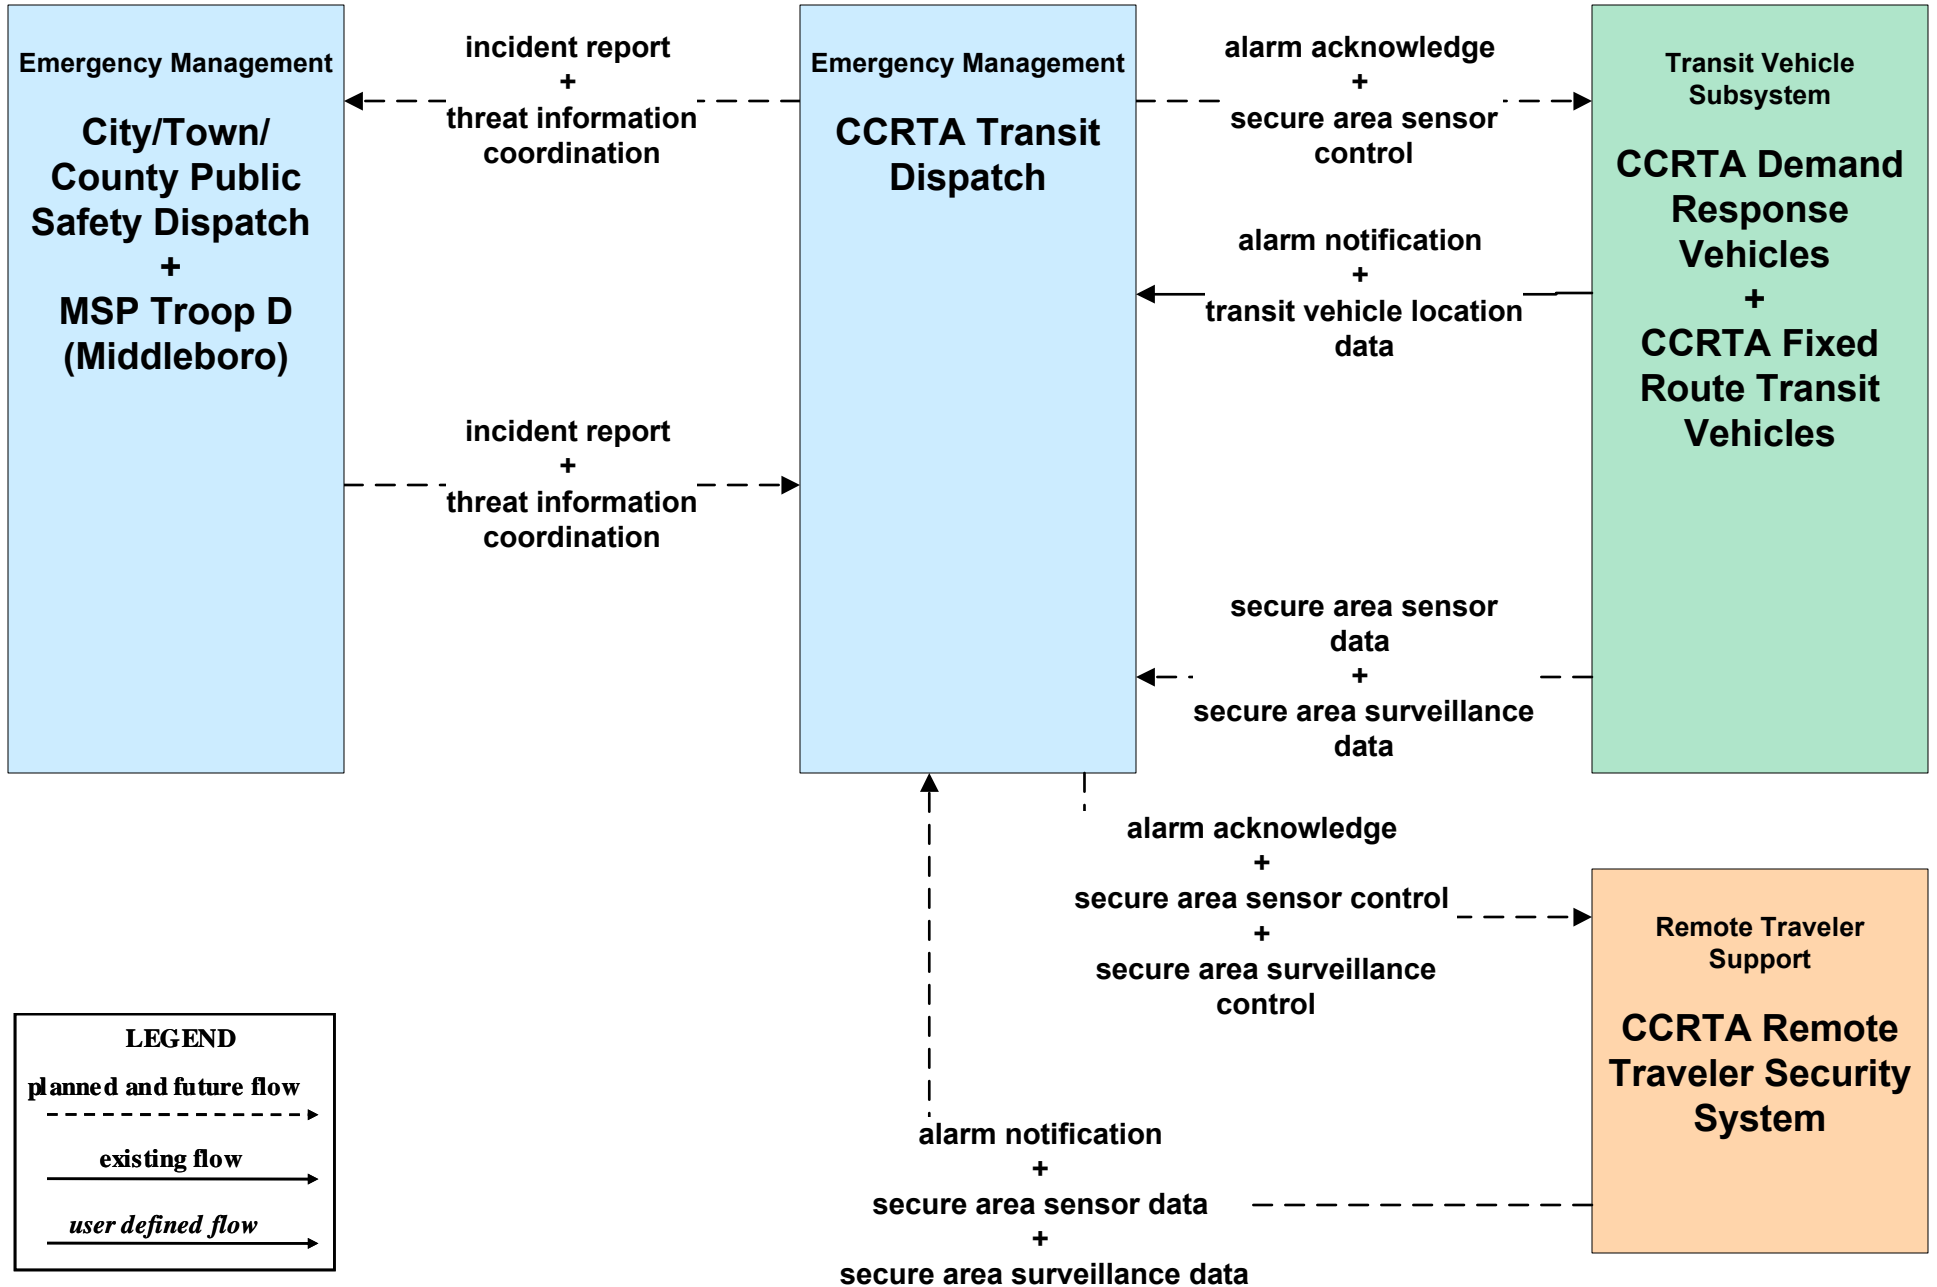 Emergency Management
City/Town/
County Public
Safety Dispatch
+
MSP Troop D
(Middleboro)
incident report
+
threat information
coordination
incident report
+
threat information
coordination
Emergency Management
CCRTA Transit
Dispatch
alarm acknowledge
+
secure area sensor
control
alarm notification
+
transit vehicle location
data
secure area sensor
data
+
secure area surveillance
data
Transit Vehicle
Subsystem
CCRTA Demand
Response
Vehicles
+
CCRTA Fixed
Route Transit
Vehicles
alarm acknowledge
+
secure area sensor control
+
secure area surveillance
control
Remote Traveler
Support
CCRTA Remote
Traveler Security
System
alarm notification
+
secure area sensor data
+
secure area surveillance data
LEGEND
planned and future flow
existing flow
user defined flow